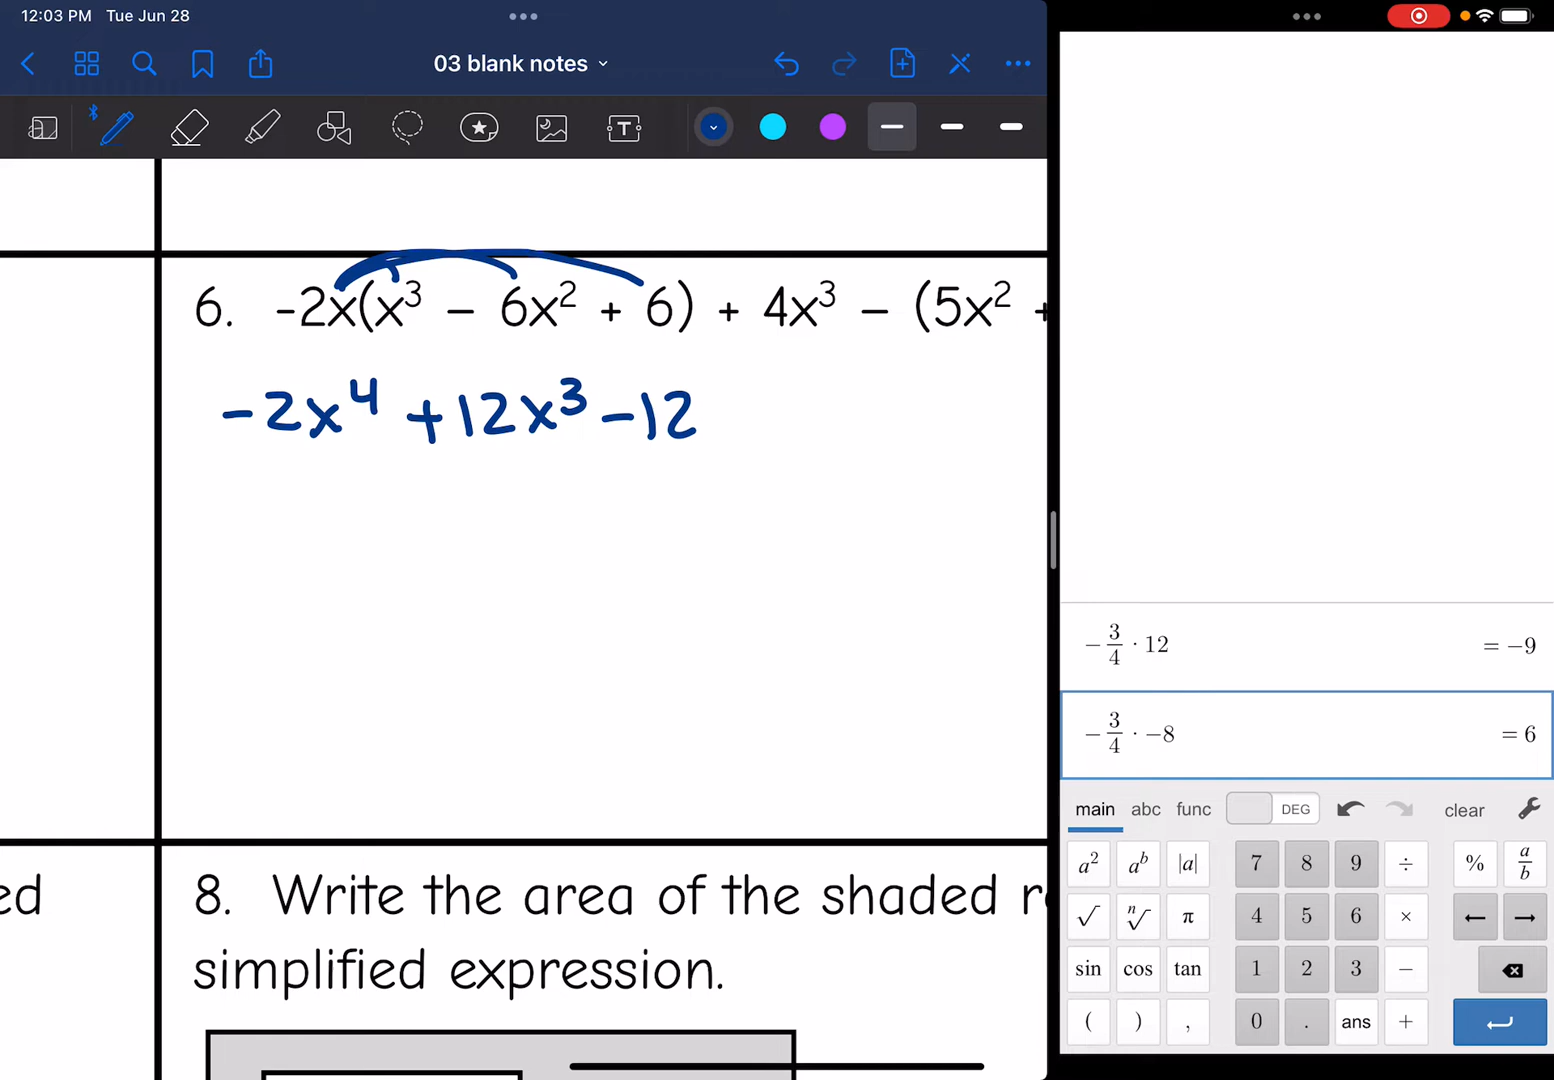 12:03 PM Tue Jun 28
03 blank notes
T
6. -2x(x³ – 6x² + 6) + 4x³ – (5x² +
-2x⁴ +12x³ -12
ed
8. Write the area of the shaded r
simplified expression.
-3/4 · 12 = -9
-3/4 · -8 = 6
main abc func DEG clear
a² aᵇ |a| 7 8 9 ÷ % a/b
√ ⁿ√ π 4 5 6 × ← →
sin cos tan 1 2 3 −
( ) , 0 . ans +